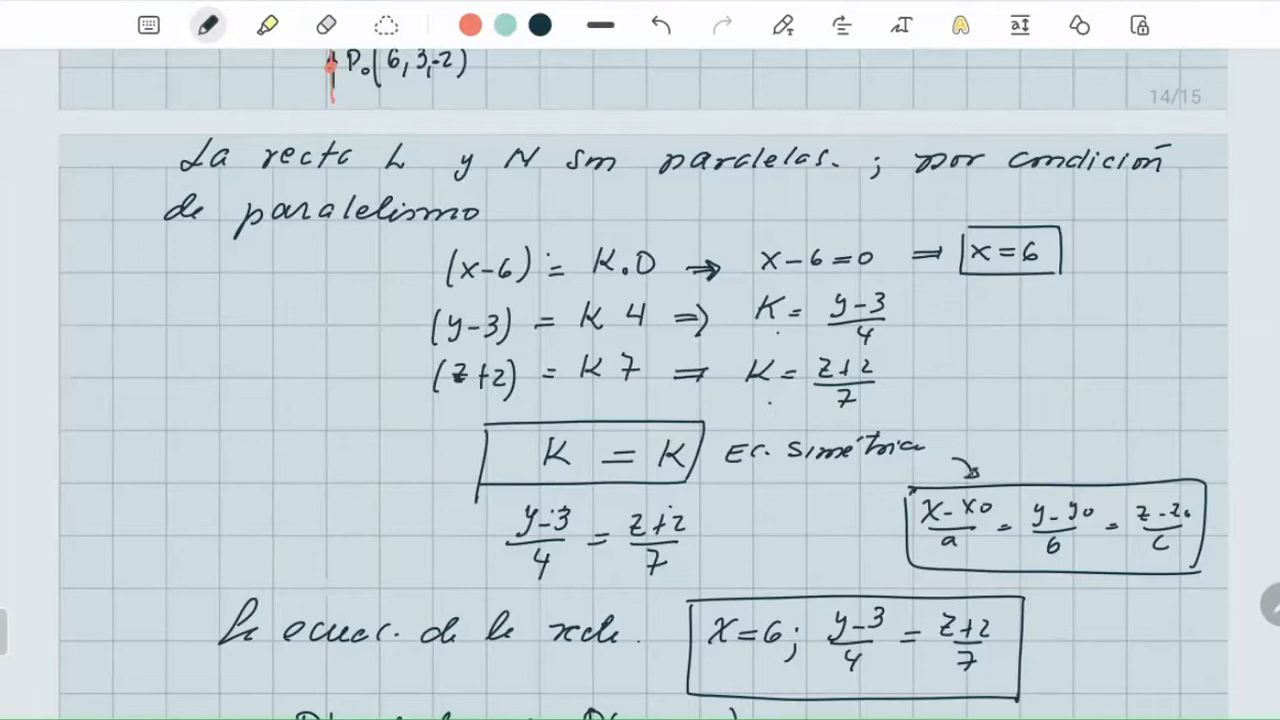 P₀(6, 3, -2)
14/15
La recta L y N son paralelas. ; por condición
de paralelismo
(x-6) = K.0 → x-6=0 ⇒ x=6
(y-3) = K 4 ⇒ K = (y-3)/4
(z+2) = K 7 ⇒ K = (z+2)/7
K = K Ec. Simétrica
(x-x₀)/a = (y-y₀)/b = (z-z₀)/c
(y-3)/4 = (z+2)/7
La ecuac. de la recta. x=6; (y-3)/4 = (z+2)/7